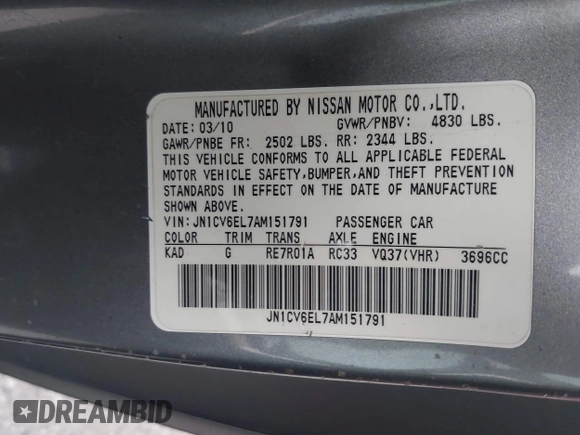 MANUFACTURED BY NISSAN MOTOR CO.,LTD.
DATE: 03/10 GVWR/PNBV: 4830 LBS.
GAWR/PNBE FR: 2502 LBS. RR: 2344 LBS.
THIS VEHICLE CONFORMS TO ALL APPLICABLE FEDERAL
MOTOR VEHICLE SAFETY,BUMPER,AND THEFT PREVENTION
STANDARDS IN EFFECT ON THE DATE OF MANUFACTURE
SHOWN ABOVE.
VIN:JN1CV6EL7AM151791 PASSENGER CAR
COLOR TRIM TRANS AXLE ENGINE
KAD G RE7R01A RC33 VQ37(VHR) 3696CC
JN1CV6EL7AM151791
DREAMBID